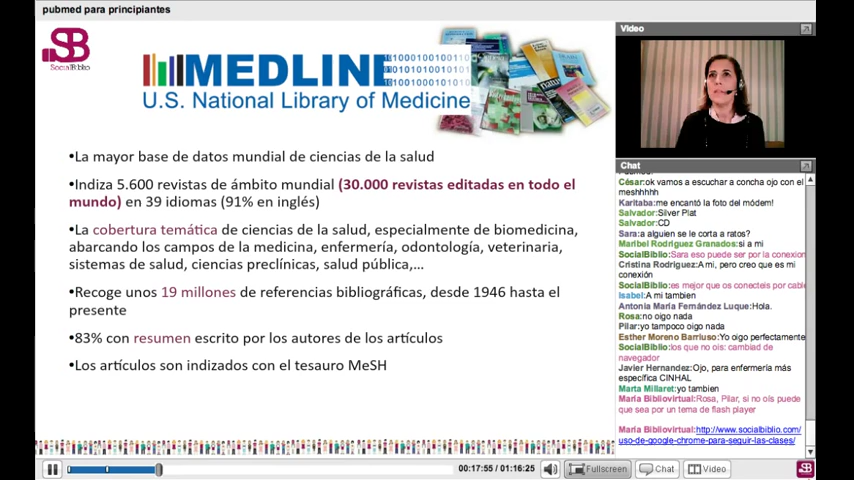 pubmed para principiantes
SB
SocialBiblio
MEDLINE
U.S. National Library of Medicine
•La mayor base de datos mundial de ciencias de la salud
•Indiza 5.600 revistas de ámbito mundial (30.000 revistas editadas en todo el
mundo) en 39 idiomas (91% en inglés)
•La cobertura temática de ciencias de la salud, especialmente de biomedicina,
abarcando los campos de la medicina, enfermería, odontología, veterinaria,
sistemas de salud, ciencias preclínicas, salud pública,...
•Recoge unos 19 millones de referencias bibliográficas, desde 1946 hasta el
presente
•83% con resumen escrito por los autores de los artículos
•Los artículos son indizados con el tesauro MeSH
Video
Chat
César:ok vamos a escuchar a concha ojo con el
meshhhhh
Karitaba:me encantó la foto del módem!
Salvador:Silver Plat
Salvador:CD
Sara:a alguien se le corta a ratos?
Maribel Rodríguez Granados:si a mi
SocialBiblio:Sara eso puede ser por la conexion
Cristina Rodriguez:A mi, pero creo que es mi
conexión
SocialBiblio:es mejor que os conecteis por cable
Isabel:A mi tambien
Antonia María Fernández Luque:Hola.
Rosa:no oigo nada
Pilar:yo tampoco oigo nada
Esther Moreno Barriuso:Yo oigo perfectamente
SocialBiblio:los que no ois: cambiad de
navegador
Javier Hernandez:Ojo, para enfermería más
específica CINHAL
Marta Millaret:yo tambien
María Bibliovirtual:Rosa, Pilar, si no oís puede
que sea por un tema de flash player
María Bibliovirtual:http://www.socialbiblio.com/
uso-de-google-chrome-para-seguir-las-clases/
00:17:55 / 01:16:25
Fullscreen
Chat
Video